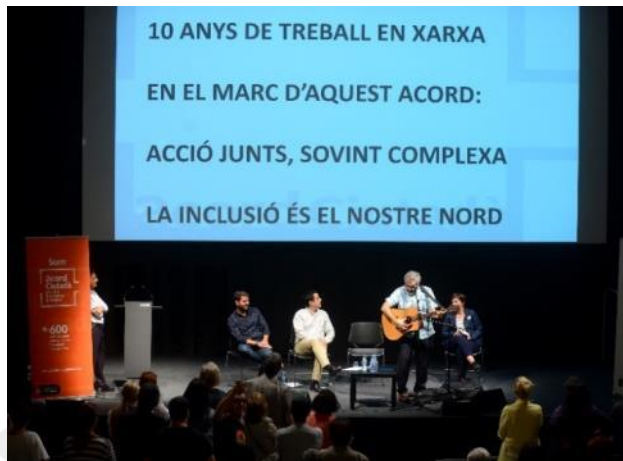 10 ANYS DE TREBALL EN XARXA
EN EL MARC D'AQUEST ACORD:
ACCIÓ JUNTS, SOVINT COMPLEXA
LA INCLUSIÓ ÉS EL NOSTRE NORD
Som
acord
Ciutadà
+600